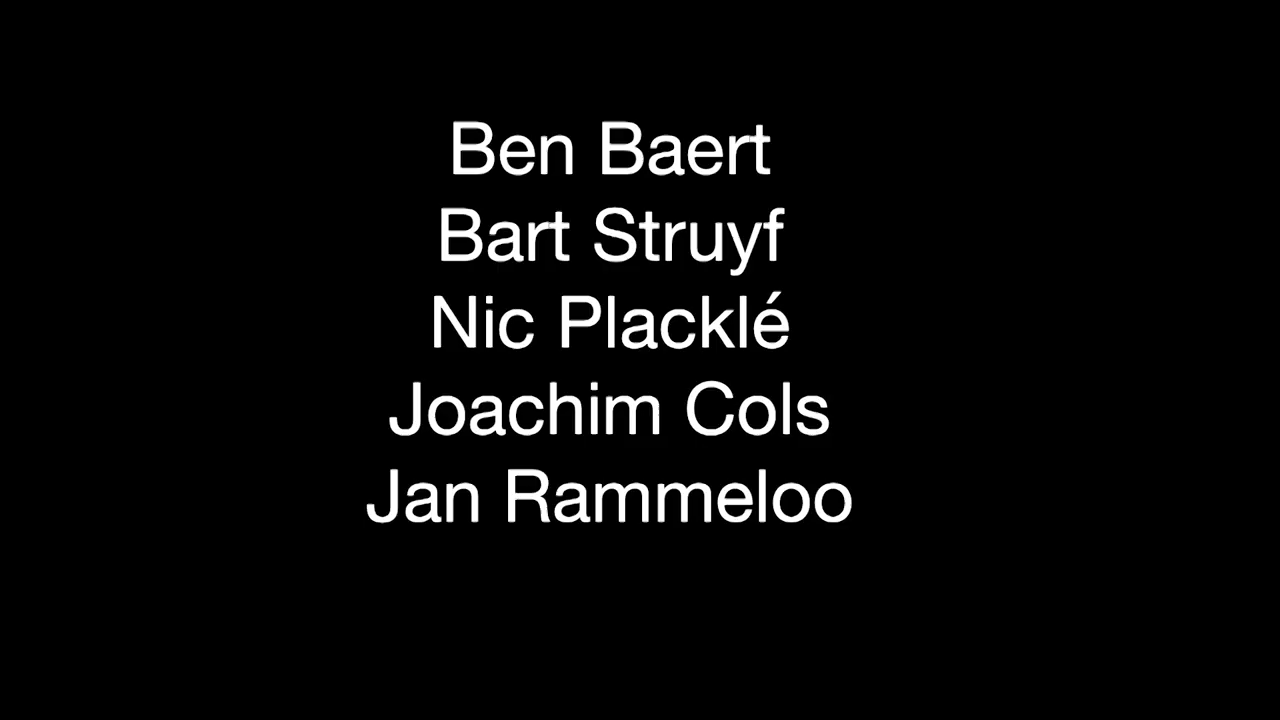 Ben Baert
Bart Struyf
Nic Placklé
Joachim Cols
Jan Rammeloo